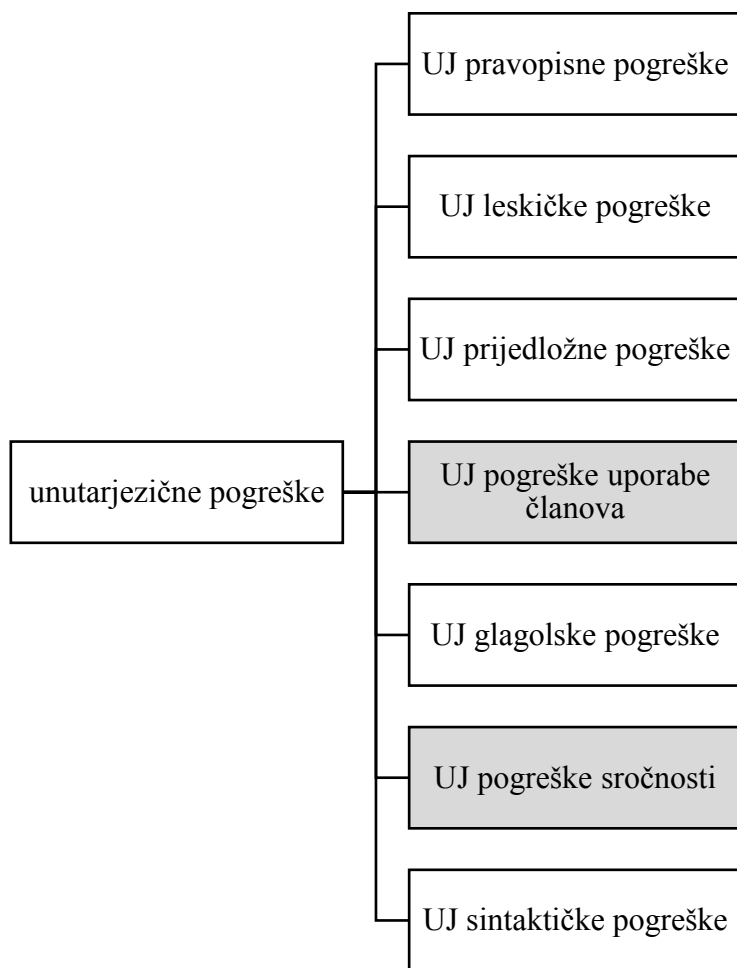 UJ pravopisne pogreške
UJ leskičke pogreške
UJ prijedložne pogreške
unutarjezične pogreške
UJ pogreške uporabe
članova
UJ glagolske pogreške
UJ pogreške sročnosti
UJ sintaktičke pogreške